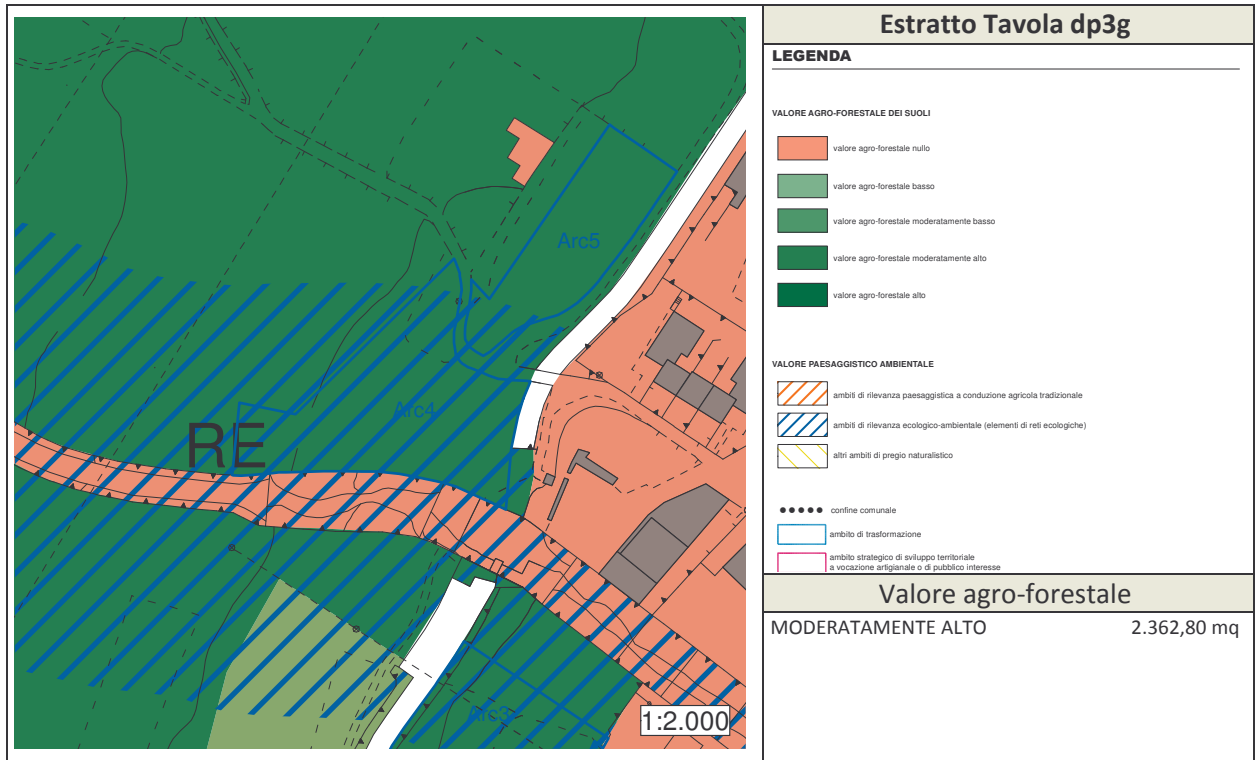 Arc5
Arc4
RE
Arc3
1:2.000
Estratto Tavola dp3g
LEGENDA
VALORE AGRO-FORESTALE DEI SUOLI
valore agro-forestale nullo
valore agro-forestale basso
valore agro-forestale moderatamente basso
valore agro-forestale moderatamente alto
valore agro-forestale alto
VALORE PAESAGGISTICO AMBIENTALE
ambiti di rilevanza paesaggistica a conduzione agricola tradizionale
ambiti di rilevanza ecologico-ambientale (elementi di reti ecologiche)
altri ambiti di pregio naturalistico
confine comunale
ambito di trasformazione
ambito strategico di sviluppo territoriale
a vocazione artigianale o di pubblico interesse
Valore agro-forestale
MODERATAMENTE ALTO 2.362,80 mq